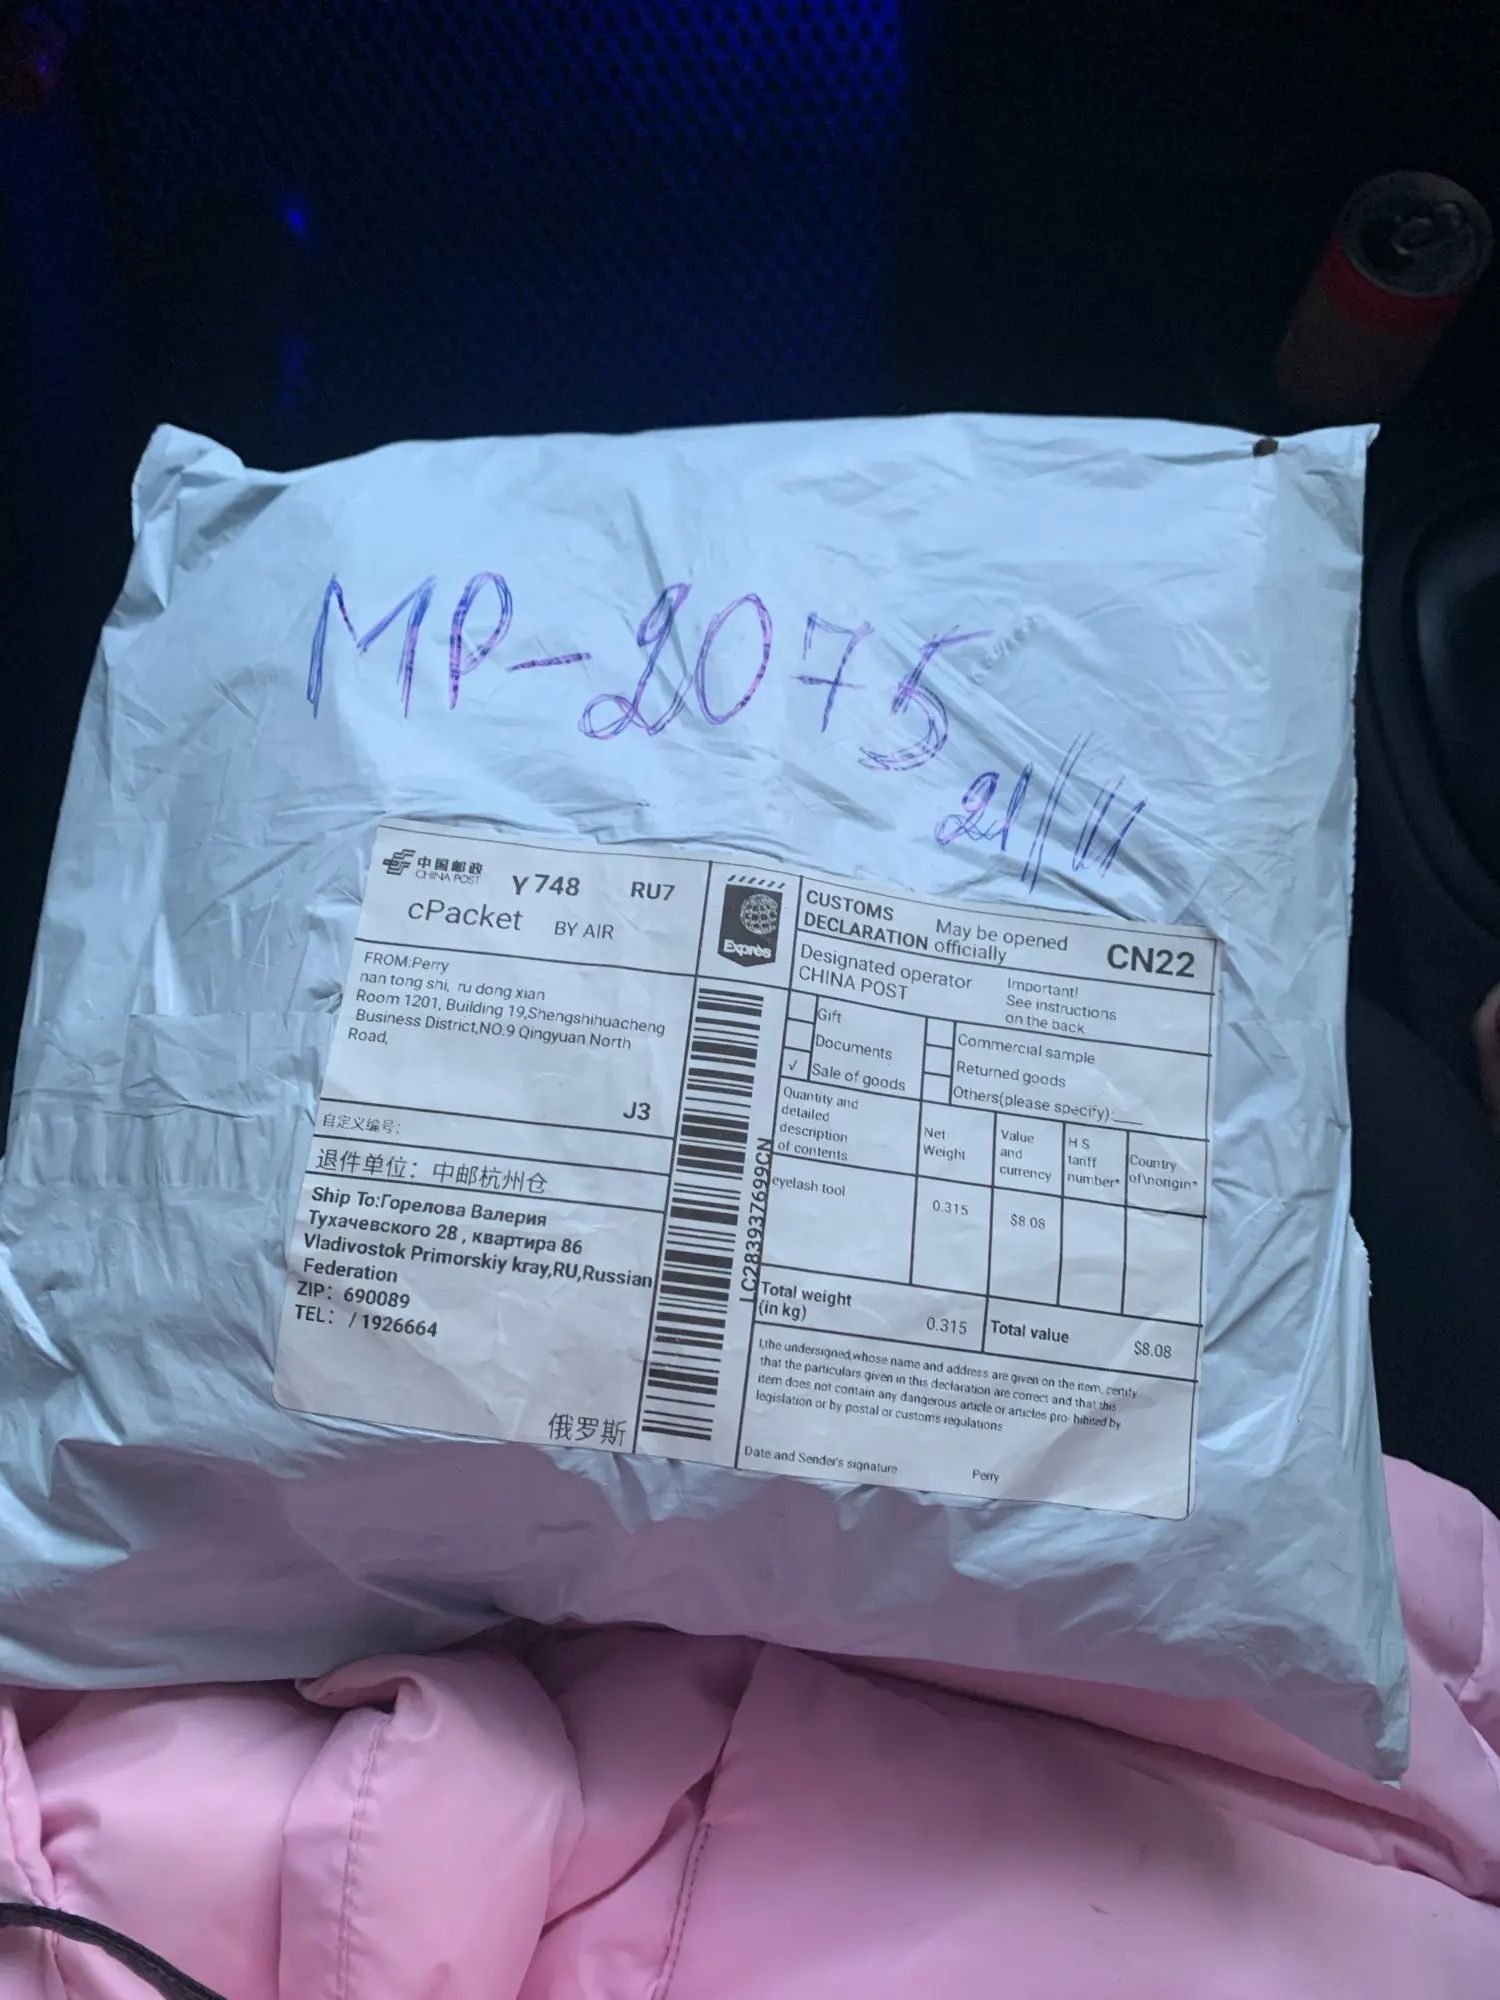 MP-2075
21//11
中国邮政
CHINA POST
Y 748 RU7
cPacket BY AIR
FROM:Perry
nan tong shi, ru dong xian
Room 1201, Building 19,Shengshihuacheng
Business District,NO.9 Qingyuan North
Road,
J3
自定义编号:
退件单位: 中邮杭州仓
Ship To:Горелова Валерия
Тухачевского 28 , квартира 86
Vladivostok Primorskiy kray,RU,Russian
Federation
ZIP: 690089
TEL: / 1926664
俄罗斯
Exprès
LC283937699CN
CUSTOMS
DECLARATION
May be opened
officially
CN22
Designated operator
CHINA POST
Important!
See instructions
on the back
Gift
Documents
✓ Sale of goods
Commercial sample
Returned goods
Others(please specify):___
Quantity and
detailed
description
of contents
Net
Weight
Value
and
currency
H S
tariff
number*
Country
of\norigin*
eyelash tool 0.315 $8.08
Total weight
(in kg)
0.315
Total value $8.08
I,the undersigned,whose name and address are given on the item, certify
that the particulars given in this declaration are correct and that this
item does not contain any dangerous article or articles pro- hibited by
legislation or by postal or customs regulations
Date and Sender's signature Perry